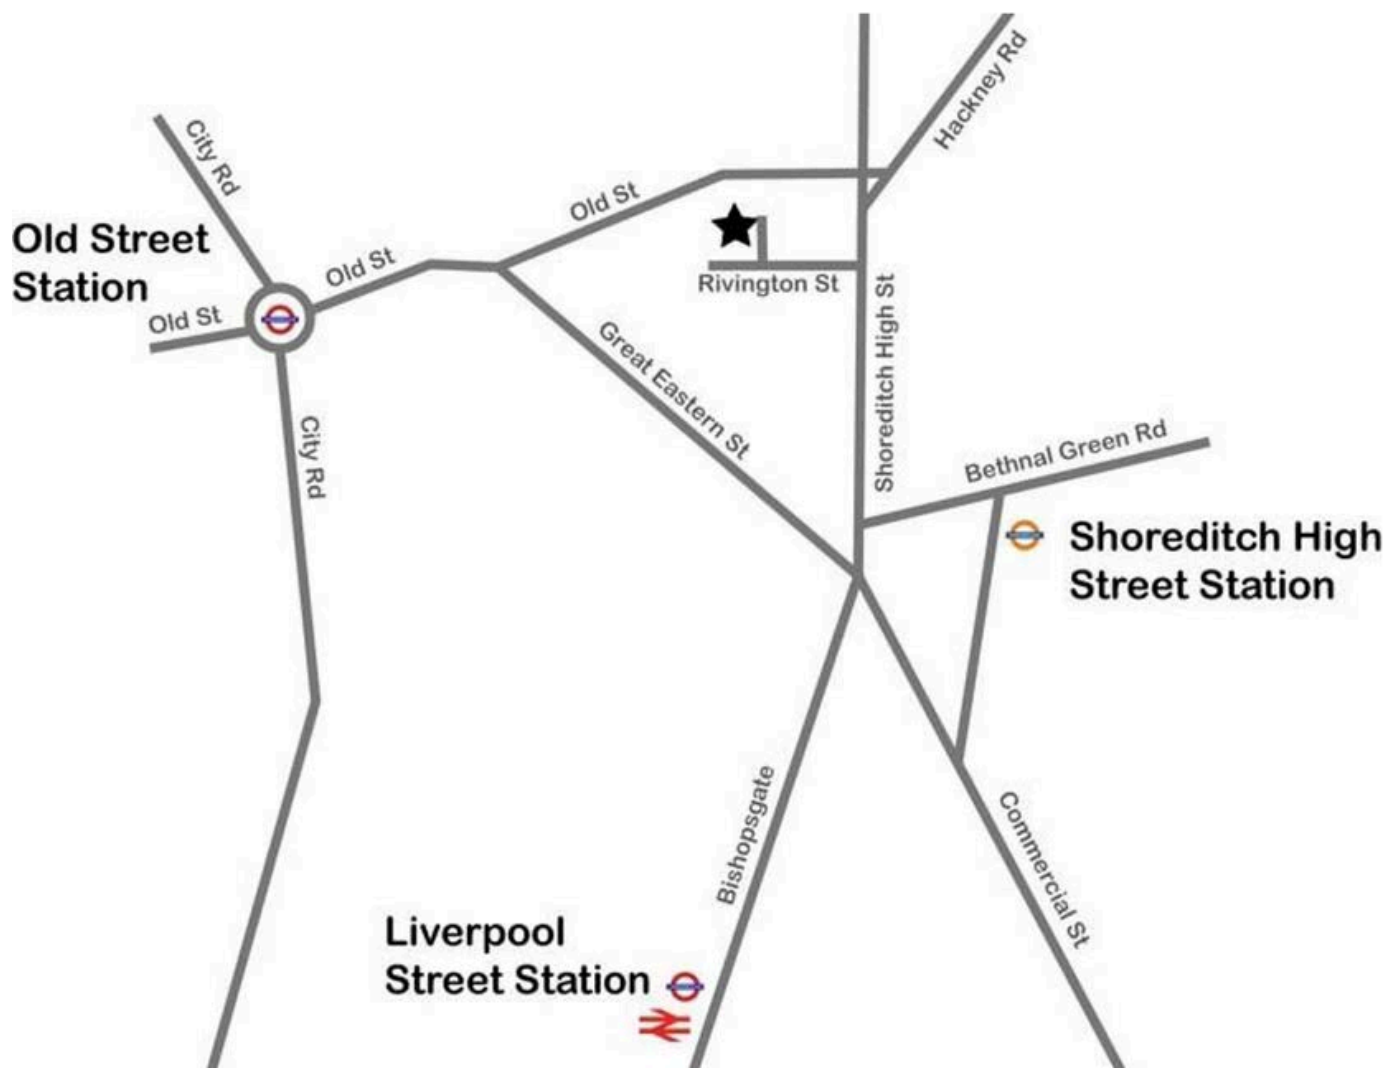 City Rd
Hackney Rd
Old Street
Station
Old St
Old St
Old St
Rivington St
Shoreditch High St
Great Eastern St
City Rd
Bethnal Green Rd
Shoreditch High
Street Station
Bishopsgate
Commercial St
Liverpool
Street Station